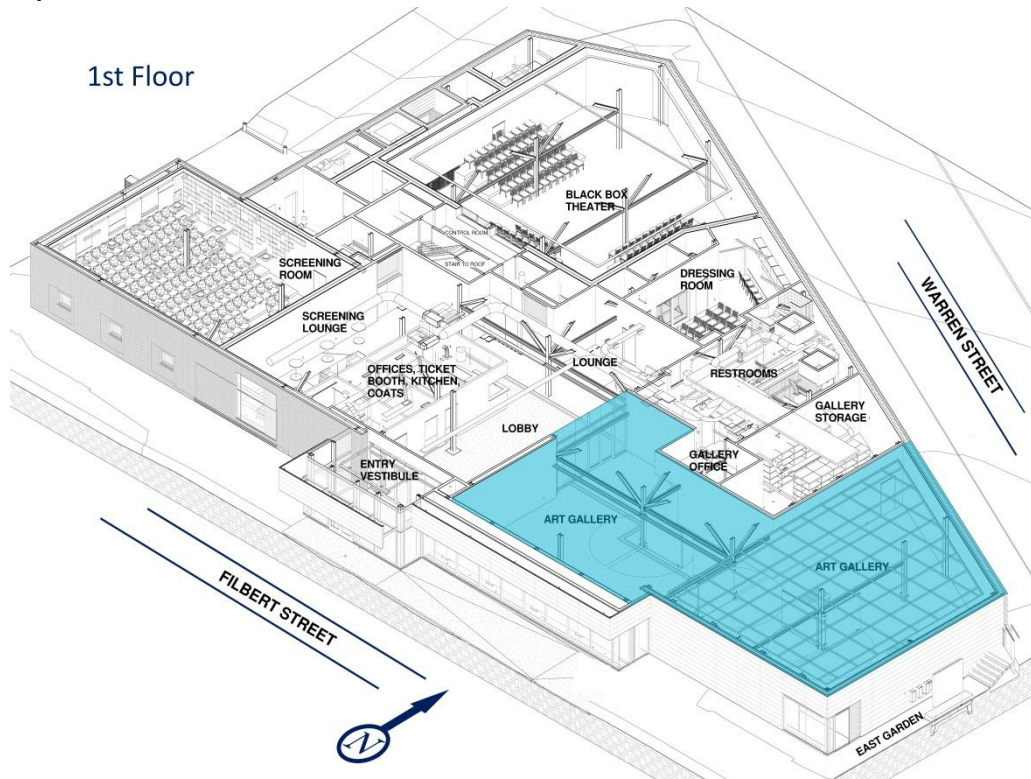 1st Floor
BLACK BOX
THEATER
CONTROL ROOM
STAIR TO ROOF
SCREENING
ROOM
DRESSING
ROOM
WARREN STREET
SCREENING
LOUNGE
LOUNGE
OFFICES, TICKET
BOOTH, KITCHEN,
COATS
RESTROOMS
GALLERY
STORAGE
LOBBY
GALLERY
OFFICE
ENTRY
VESTIBULE
ART GALLERY
ART GALLERY
FILBERT STREET
EAST GARDEN
N